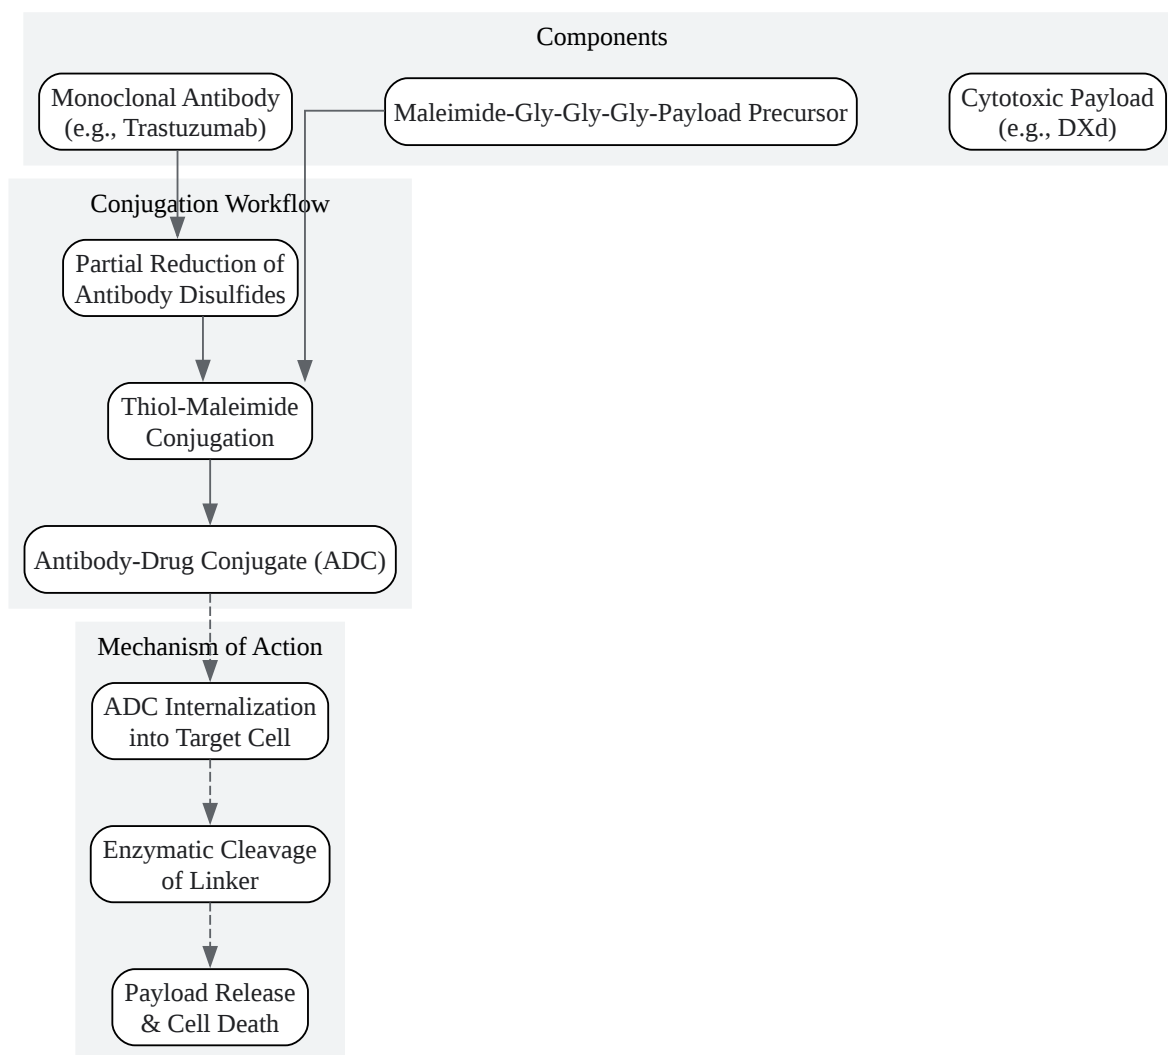 Components
Monoclonal Antibody
(e.g., Trastuzumab)
Maleimide-Gly-Gly-Gly-Payload Precursor
Cytotoxic Payload
(e.g., DXd)
Conjugation Workflow
Partial Reduction of
Antibody Disulfides
Thiol-Maleimide
Conjugation
Antibody-Drug Conjugate (ADC)
Mechanism of Action
ADC Internalization
into Target Cell
Enzymatic Cleavage
of Linker
Payload Release
& Cell Death